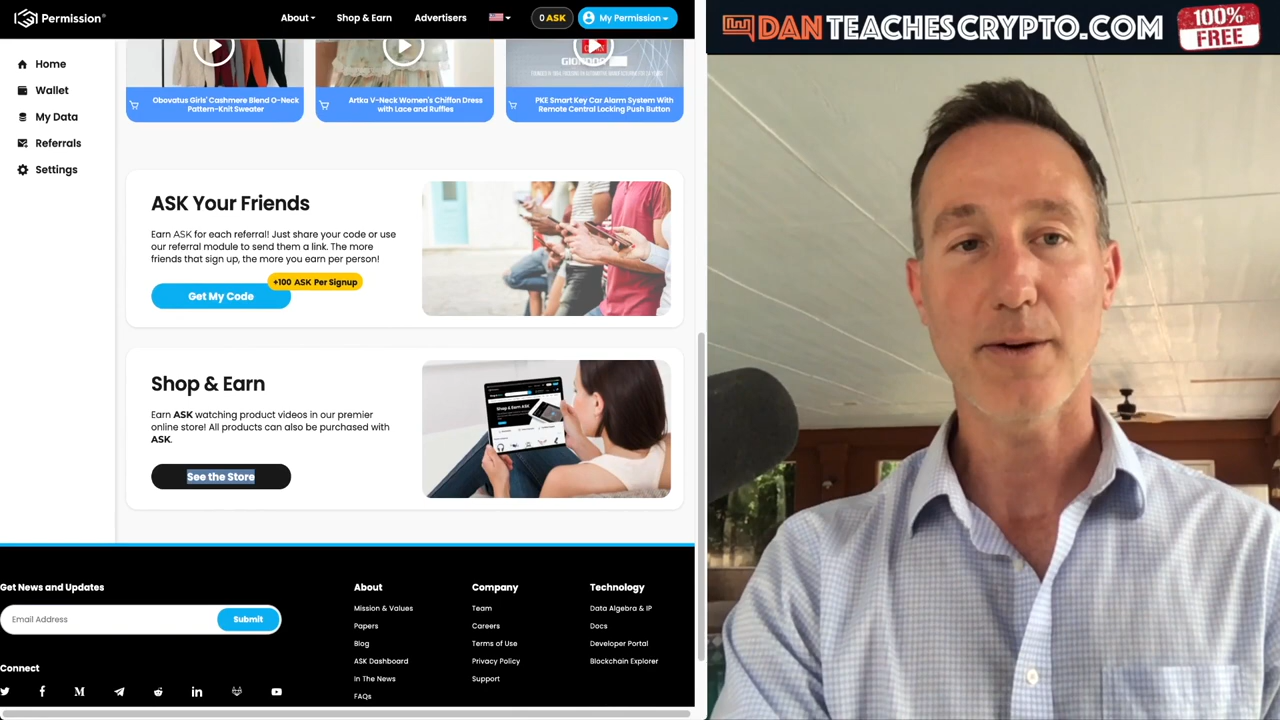 Permission®
About
Shop & Earn
Advertisers
0 ASK
My Permission
Home
Wallet
My Data
Referrals
Settings
Obovatus Girls' Cashmere Blend O-Neck
Pattern-Knit Sweater
Artka V-Neck Women's Chiffon Dress
with Lace and Ruffles
PKE Smart Key Car Alarm System With
Remote Central Locking Push Button
ASK Your Friends
Earn ASK for each referral! Just share your code or use
our referral module to send them a link. The more
friends that sign up, the more you earn per person!
+100 ASK Per Signup
Get My Code
Shop & Earn
Earn ASK watching product videos in our premier
online store! All products can also be purchased with
ASK.
See the Store
Shop & Earn ASK
Get News and Updates
Email Address
Submit
Connect
About
Mission & Values
Papers
Blog
ASK Dashboard
In The News
FAQs
Company
Team
Careers
Terms of Use
Privacy Policy
Support
Technology
Data Algebra & IP
Docs
Developer Portal
Blockchain Explorer
DANTEACHESCRYPTO.COM
100%
FREE